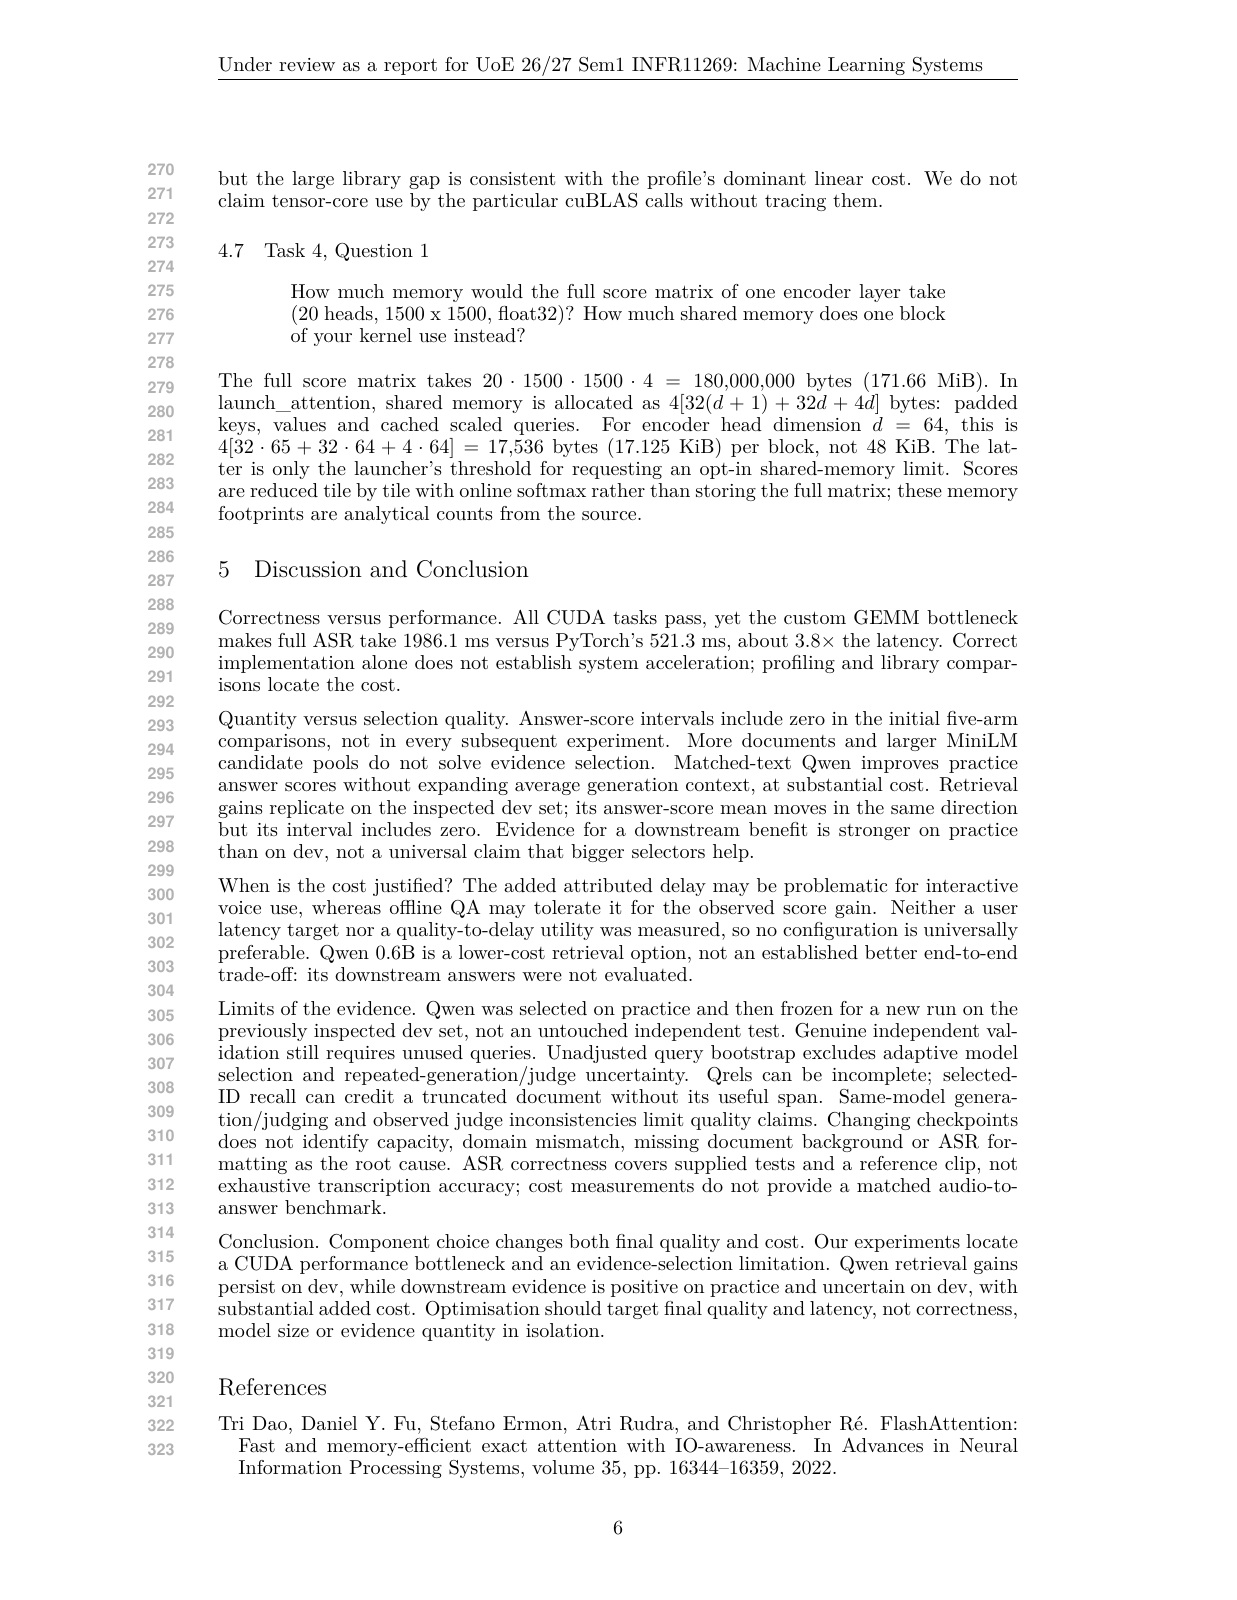 Under review as a report for UoE 26/27 Sem1 INFR11269: Machine Learning Systems
270
271
272
273
274
275
276
277
278
279
280
281
282
283
284
285
286
287
288
289
290
291
292
293
294
295
296
297
298
299
300
301
302
303
304
305
306
307
308
309
310
311
312
313
314
315
316
317
318
319
320
321
322
323
but the large library gap is consistent with the profile's dominant linear cost. We do not
claim tensor-core use by the particular cuBLAS calls without tracing them.
4.7 Task 4, Question 1
How much memory would the full score matrix of one encoder layer take
(20 heads, 1500 x 1500, float32)? How much shared memory does one block
of your kernel use instead?
The full score matrix takes 20 · 1500 · 1500 · 4 = 180,000,000 bytes (171.66 MiB). In
launch_attention, shared memory is allocated as 4[32(d + 1) + 32d + 4d] bytes: padded
keys, values and cached scaled queries. For encoder head dimension d = 64, this is
4[32 · 65 + 32 · 64 + 4 · 64] = 17,536 bytes (17.125 KiB) per block, not 48 KiB. The lat-
ter is only the launcher's threshold for requesting an opt-in shared-memory limit. Scores
are reduced tile by tile with online softmax rather than storing the full matrix; these memory
footprints are analytical counts from the source.
5 Discussion and Conclusion
Correctness versus performance. All CUDA tasks pass, yet the custom GEMM bottleneck
makes full ASR take 1986.1 ms versus PyTorch's 521.3 ms, about 3.8× the latency. Correct
implementation alone does not establish system acceleration; profiling and library compar-
isons locate the cost.
Quantity versus selection quality. Answer-score intervals include zero in the initial five-arm
comparisons, not in every subsequent experiment. More documents and larger MiniLM
candidate pools do not solve evidence selection. Matched-text Qwen improves practice
answer scores without expanding average generation context, at substantial cost. Retrieval
gains replicate on the inspected dev set; its answer-score mean moves in the same direction
but its interval includes zero. Evidence for a downstream benefit is stronger on practice
than on dev, not a universal claim that bigger selectors help.
When is the cost justified? The added attributed delay may be problematic for interactive
voice use, whereas offline QA may tolerate it for the observed score gain. Neither a user
latency target nor a quality-to-delay utility was measured, so no configuration is universally
preferable. Qwen 0.6B is a lower-cost retrieval option, not an established better end-to-end
trade-off: its downstream answers were not evaluated.
Limits of the evidence. Qwen was selected on practice and then frozen for a new run on the
previously inspected dev set, not an untouched independent test. Genuine independent val-
idation still requires unused queries. Unadjusted query bootstrap excludes adaptive model
selection and repeated-generation/judge uncertainty. Qrels can be incomplete; selected-
ID recall can credit a truncated document without its useful span. Same-model genera-
tion/judging and observed judge inconsistencies limit quality claims. Changing checkpoints
does not identify capacity, domain mismatch, missing document background or ASR for-
matting as the root cause. ASR correctness covers supplied tests and a reference clip, not
exhaustive transcription accuracy; cost measurements do not provide a matched audio-to-
answer benchmark.
Conclusion. Component choice changes both final quality and cost. Our experiments locate
a CUDA performance bottleneck and an evidence-selection limitation. Qwen retrieval gains
persist on dev, while downstream evidence is positive on practice and uncertain on dev, with
substantial added cost. Optimisation should target final quality and latency, not correctness,
model size or evidence quantity in isolation.
References
Tri Dao, Daniel Y. Fu, Stefano Ermon, Atri Rudra, and Christopher Ré. FlashAttention:
Fast and memory-efficient exact attention with IO-awareness. In Advances in Neural
Information Processing Systems, volume 35, pp. 16344–16359, 2022.
6